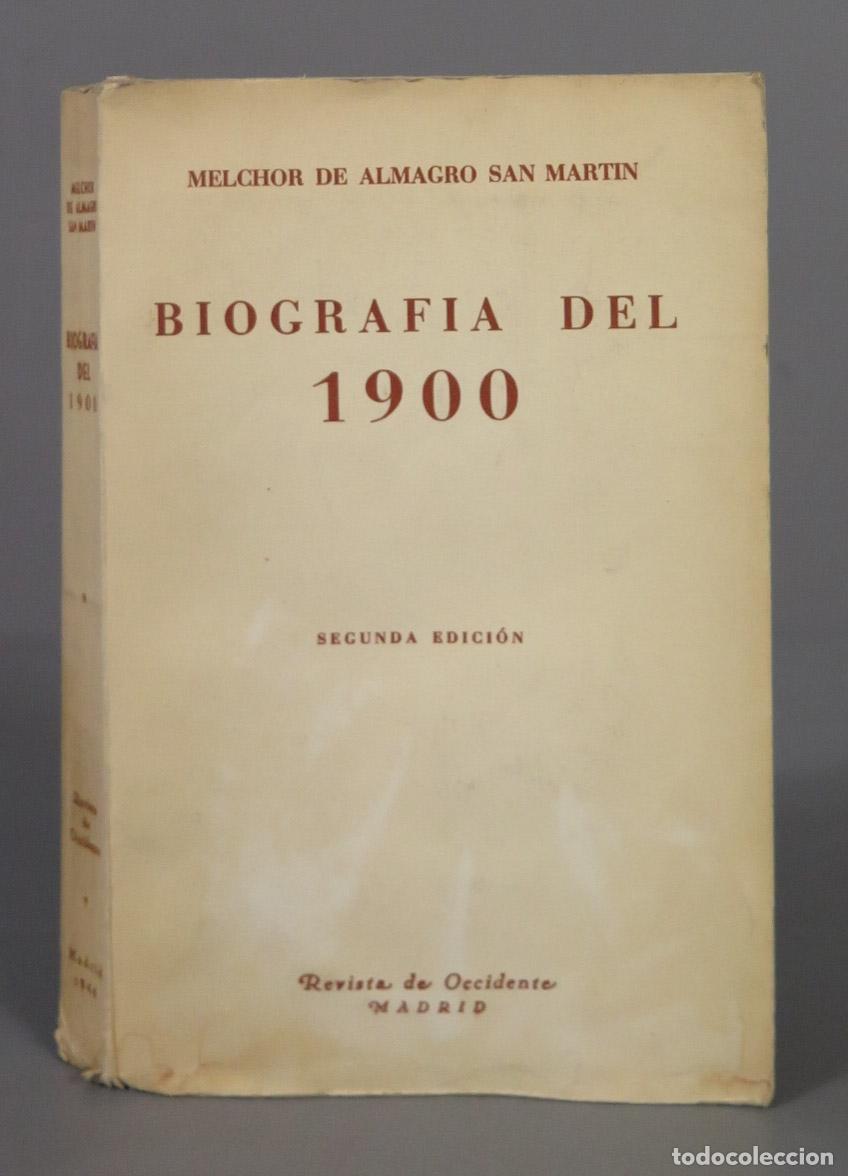 MELCHOR DE ALMAGRO SAN MARTIN
BIOGRAFIA DEL
1900
SEGUNDA EDICIÓN
Revista de Occidente
MADRID
MELCHOR
DE ALMAGRO
SAN MARTIN
BIOGRAFIA
DEL
1900
Revista
de
Occidente
Madrid
todocoleccion